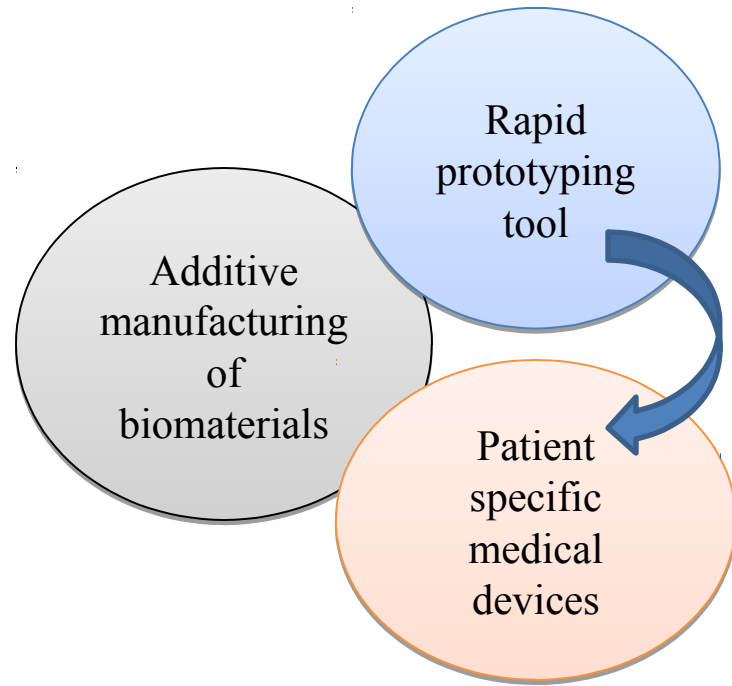 Rapid
prototyping
tool
Additive
manufacturing
of
biomaterials
Patient
specific
medical
devices